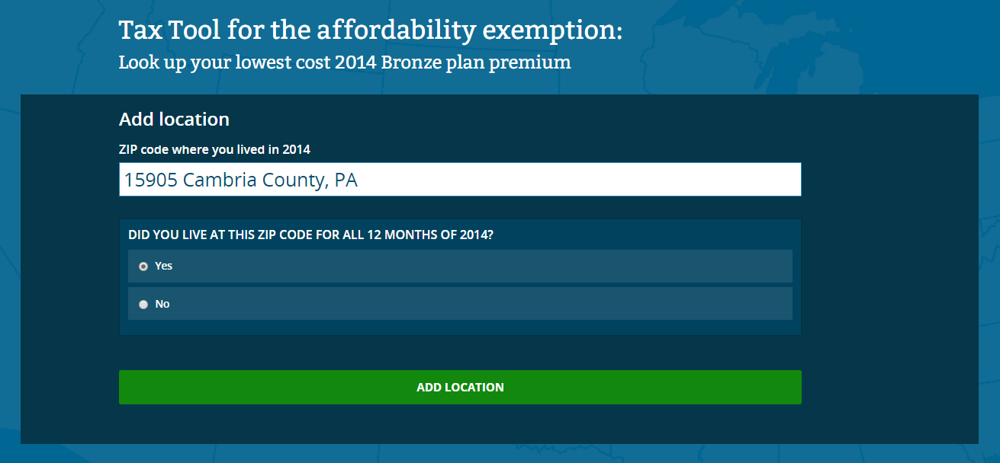 Tax Tool for the affordability exemption:
Look up your lowest cost 2014 Bronze plan premium
Add location
ZIP code where you lived in 2014
15905 Cambria County, PA
DID YOU LIVE AT THIS ZIP CODE FOR ALL 12 MONTHS OF 2014?
Yes
No
ADD LOCATION